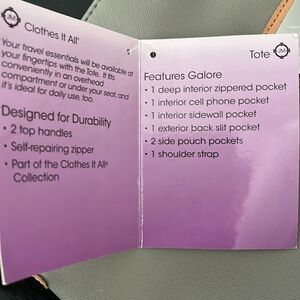 JM
Clothes It All®
Your travel essentials will be available at
your fingertips with the Tote. It fits
conveniently in an overhead
compartment or under your seat, and
it's ideal for daily use, too.
Designed for Durability
• 2 top handles
• Self-repairing zipper
• Part of the Clothes It All®
Collection
Tote JM
Features Galore
• 1 deep interior zippered pocket
• 1 interior cell phone pocket
• 1 interior sidewall pocket
• 1 exterior back slit pocket
• 2 side pouch pockets
• 1 shoulder strap